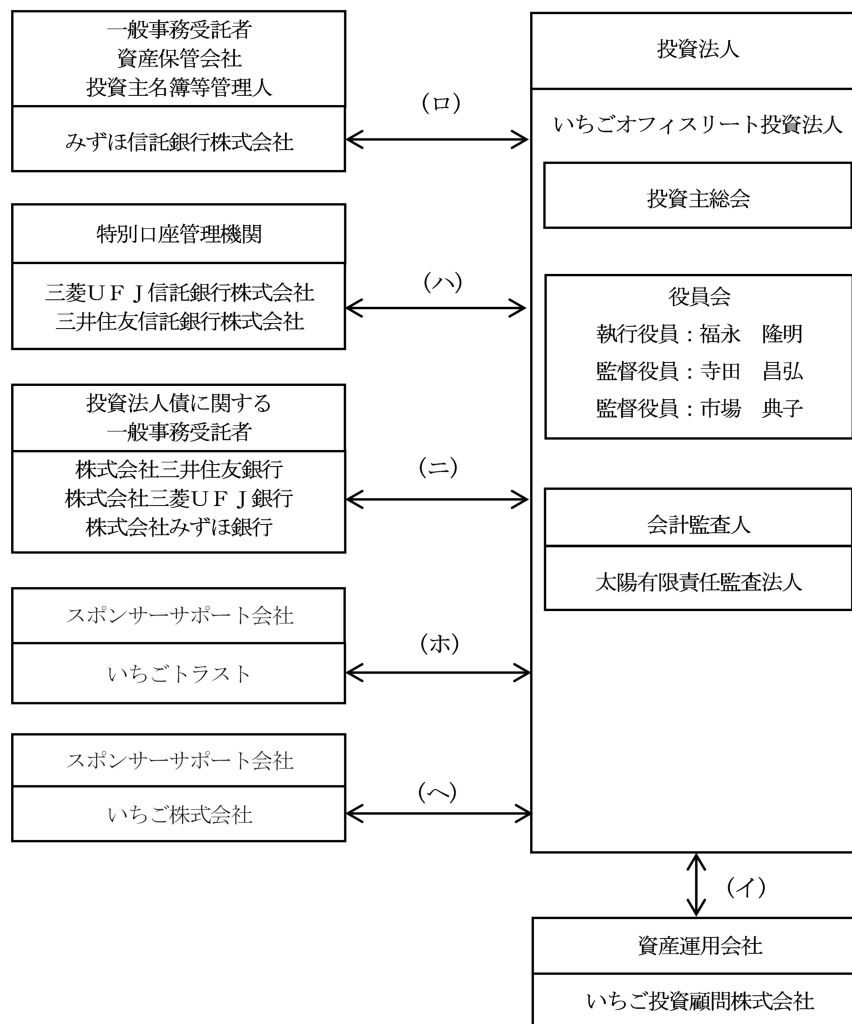 一般事務受託者
資産保管会社
投資主名簿等管理人
みずほ信託銀行株式会社
(ロ)
特別口座管理機関
三菱UFJ信託銀行株式会社
三井住友信託銀行株式会社
(ハ)
投資法人債に関する
一般事務受託者
株式会社三井住友銀行
株式会社三菱UFJ銀行
株式会社みずほ銀行
(ニ)
スポンサーサポート会社
いちごトラスト
(ホ)
スポンサーサポート会社
いちご株式会社
(ヘ)
投資法人
いちごオフィスリート投資法人
投資主総会
役員会
執行役員:福永 隆明
監督役員:寺田 昌弘
監督役員:市場 典子
会計監査人
太陽有限責任監査法人
(イ)
資産運用会社
いちご投資顧問株式会社